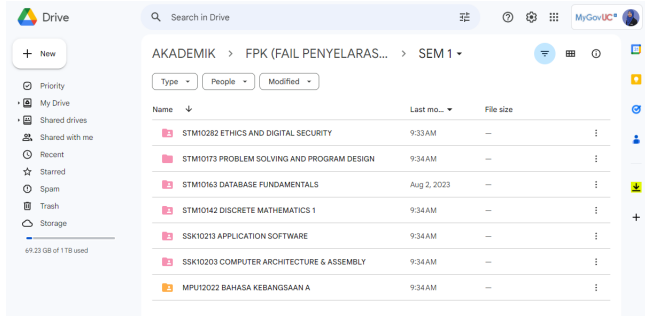 Drive
Search in Drive
MyGovUC
New
AKADEMIK > FPK (FAIL PENYELARAS... > SEM 1
Type
People
Modified
Priority
My Drive
Shared drives
Shared with me
Recent
Starred
Spam
Trash
Storage
69.23 GB of 1 TB used
Name Last mo... File size
STM10282 ETHICS AND DIGITAL SECURITY 9:33 AM —
STM10173 PROBLEM SOLVING AND PROGRAM DESIGN 9:34 AM —
STM10163 DATABASE FUNDAMENTALS Aug 2, 2023 —
STM10142 DISCRETE MATHEMATICS 1 9:34 AM —
SSK10213 APPLICATION SOFTWARE 9:34 AM —
SSK10203 COMPUTER ARCHITECTURE & ASSEMBLY 9:34 AM —
MPU12022 BAHASA KEBANGSAAN A 9:34 AM —